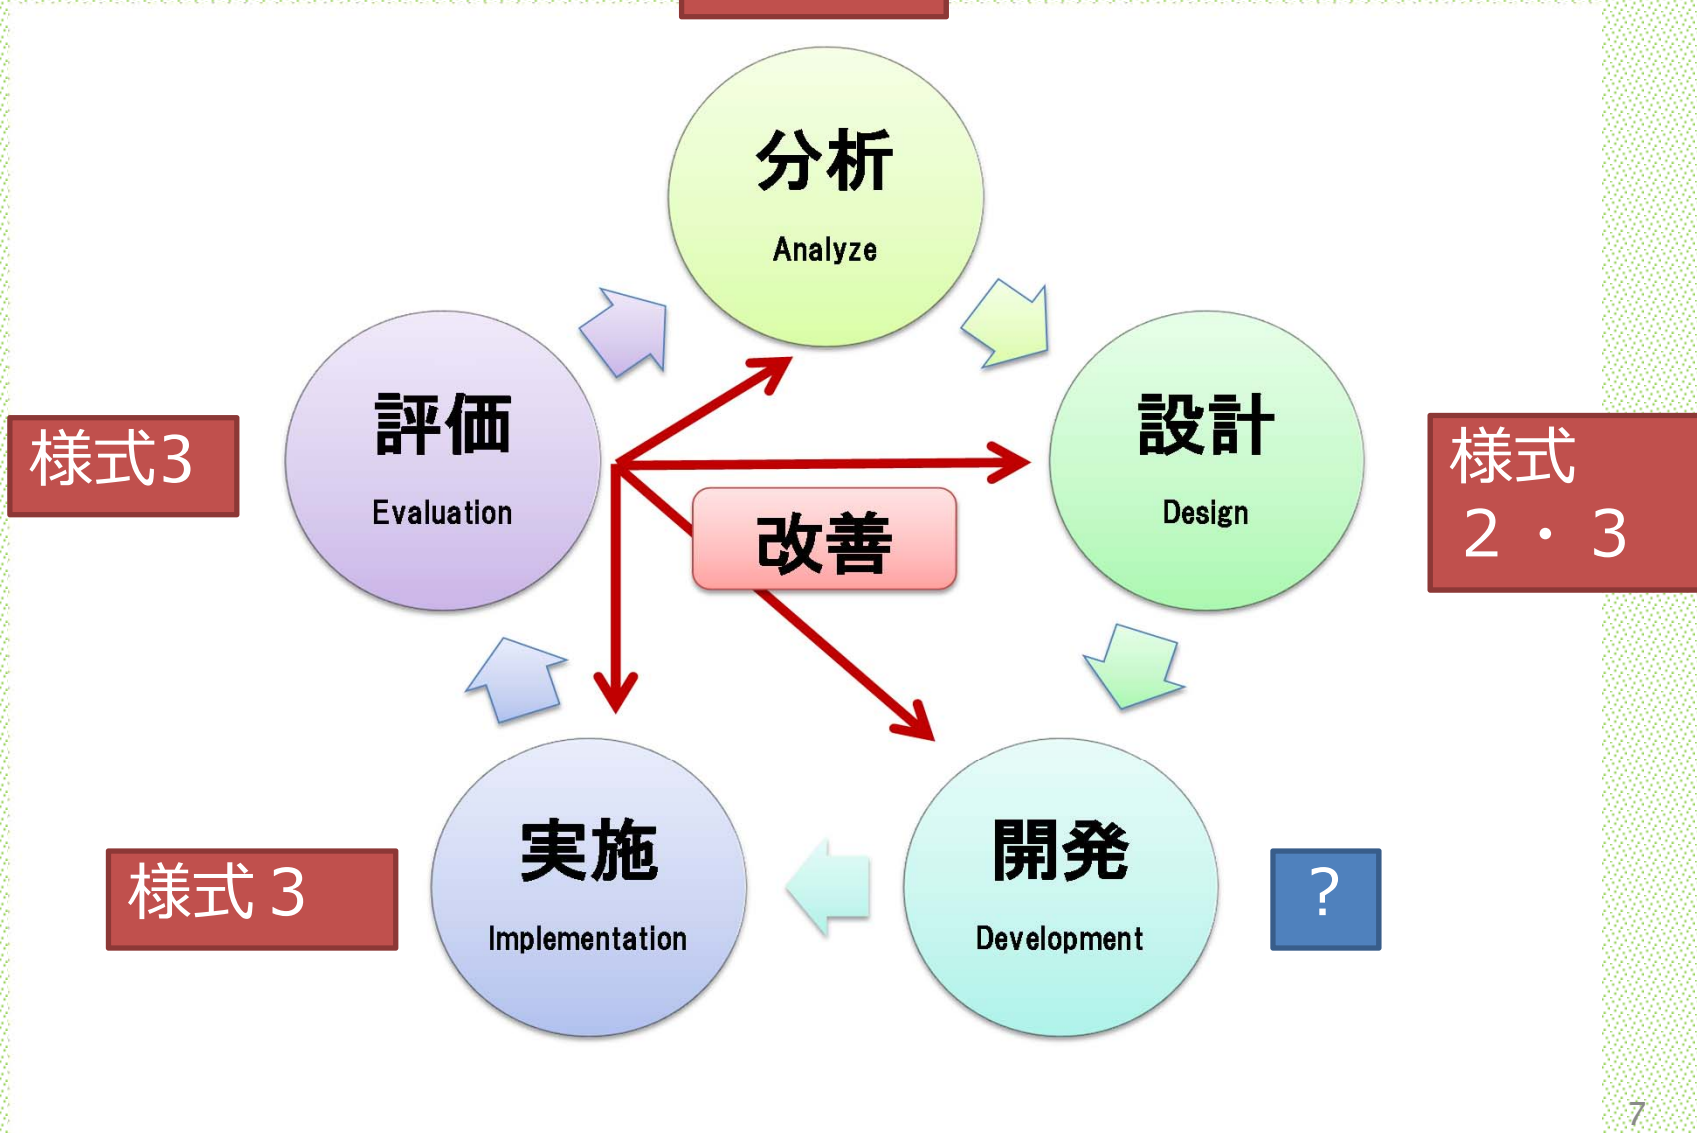 分析
Analyze
評価
Evaluation
設計
Design
様式3
様式
２・３
改善
実施
Implementation
開発
Development
様式３
？
7